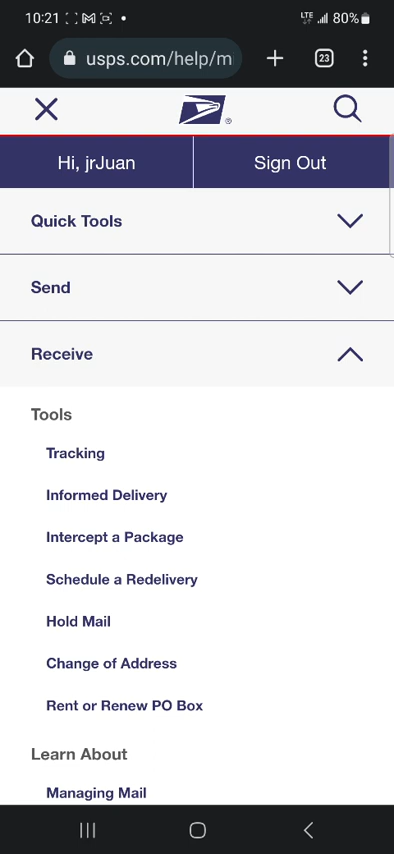 10:21
LTE 80%
usps.com/help/m
23
Hi, jrJuan
Sign Out
Quick Tools
Send
Receive
Tools
Tracking
Informed Delivery
Intercept a Package
Schedule a Redelivery
Hold Mail
Change of Address
Rent or Renew PO Box
Learn About
Managing Mail